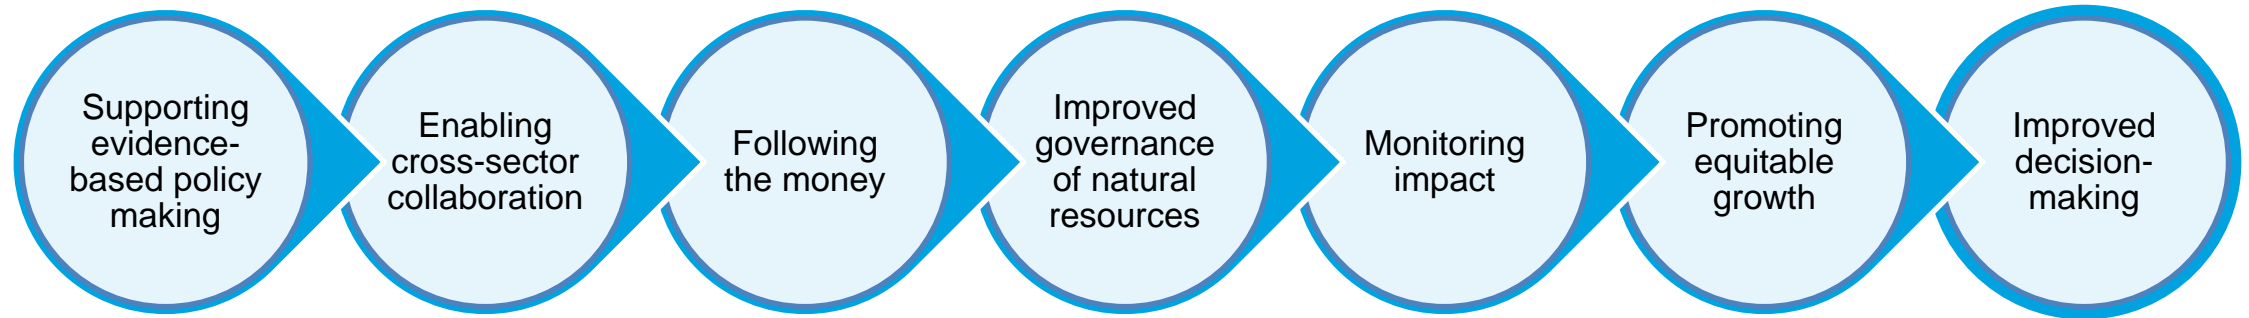 Supporting
evidence-
based policy
making
Enabling
cross-sector
collaboration
Following
the money
Improved
governance
of natural
resources
Monitoring
impact
Promoting
equitable
growth
Improved
decision-
making